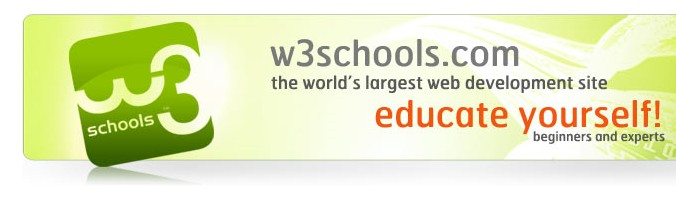 w3
schools
w3schools.com
the world's largest web development site
educate yourself!
beginners and experts